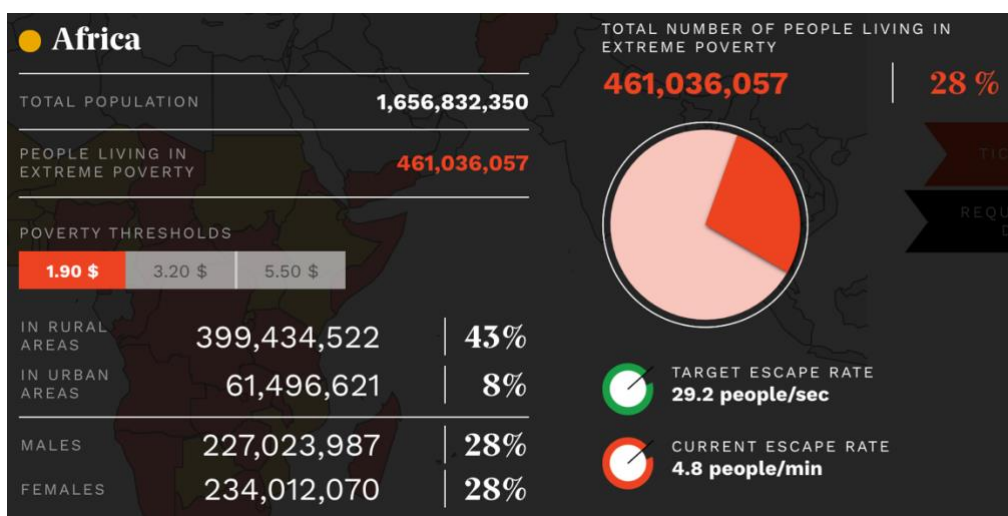 Africa
TOTAL POPULATION 1,656,832,350
PEOPLE LIVING IN
EXTREME POVERTY 461,036,057
POVERTY THRESHOLDS
1.90 $ 3.20 $ 5.50 $
IN RURAL
AREAS 399,434,522 43%
IN URBAN
AREAS 61,496,621 8%
MALES 227,023,987 28%
FEMALES 234,012,070 28%
TOTAL NUMBER OF PEOPLE LIVING IN
EXTREME POVERTY
461,036,057 28 %
TARGET ESCAPE RATE
29.2 people/sec
CURRENT ESCAPE RATE
4.8 people/min